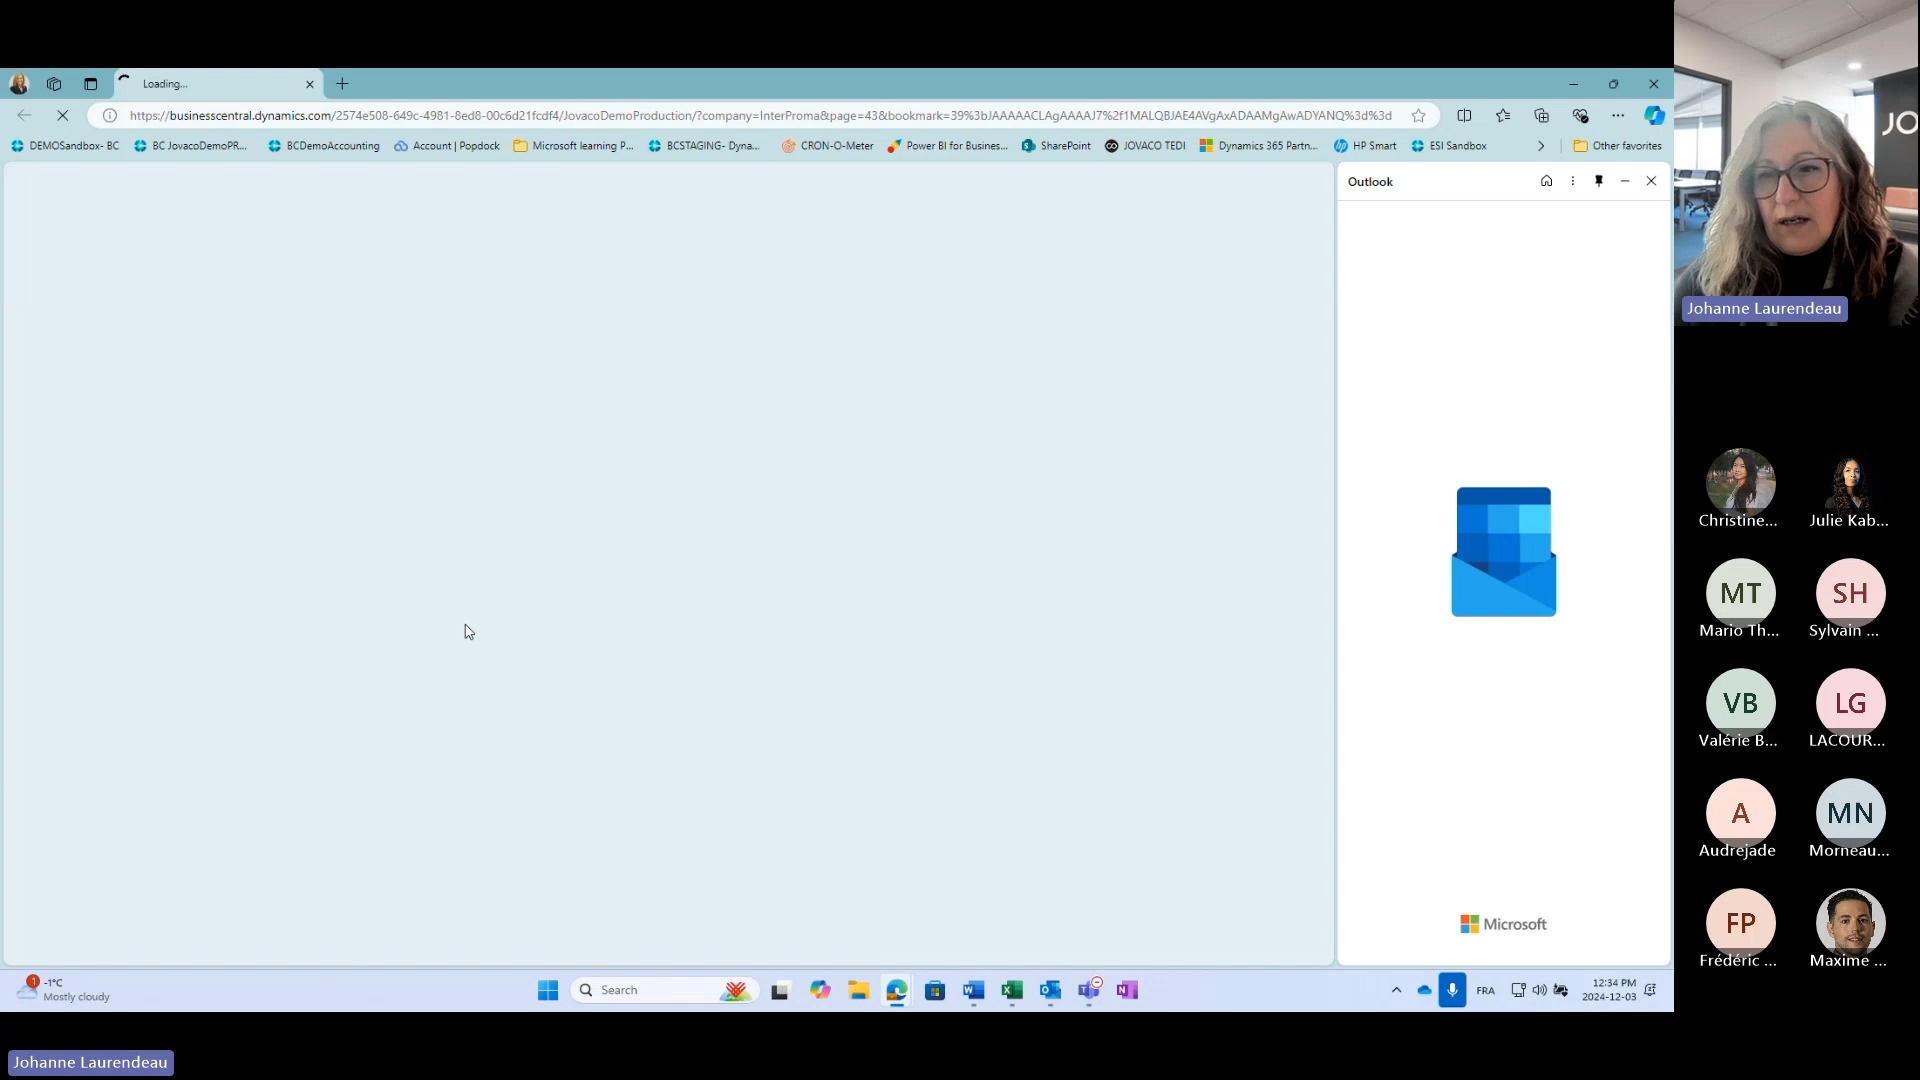 Loading...
https://businesscentral.dynamics.com/2574e508-649c-4981-8ed8-00c6d21fcdf4/JovacoDemoProduction/?company=InterProma&page=43&bookmark=39%3bJAAAAACLAgAAAAJ7%2f1MALQBJAE4AVgAxADAAMgAwADYANQ%3d%3d
DEMOSandbox- BC
BC JovacoDemoPR...
BCDemoAccounting
Account | Popdock
Microsoft learning P...
BCSTAGING- Dyna...
CRON-O-Meter
Power BI for Busines...
SharePoint
JOVACO TEDI
Dynamics 365 Partn...
HP Smart
ESI Sandbox
Other favorites
Outlook
Microsoft
JO
Johanne Laurendeau
Christine...
Julie Kab...
MT
SH
Mario Th...
Sylvain ...
VB
LG
Valérie B...
LACOUR...
A
MN
Audrejade
Morneau...
FP
Frédéric ...
Maxime ...
1
-1°C
Mostly cloudy
Search
FRA
12:34 PM
2024-12-03
Johanne Laurendeau